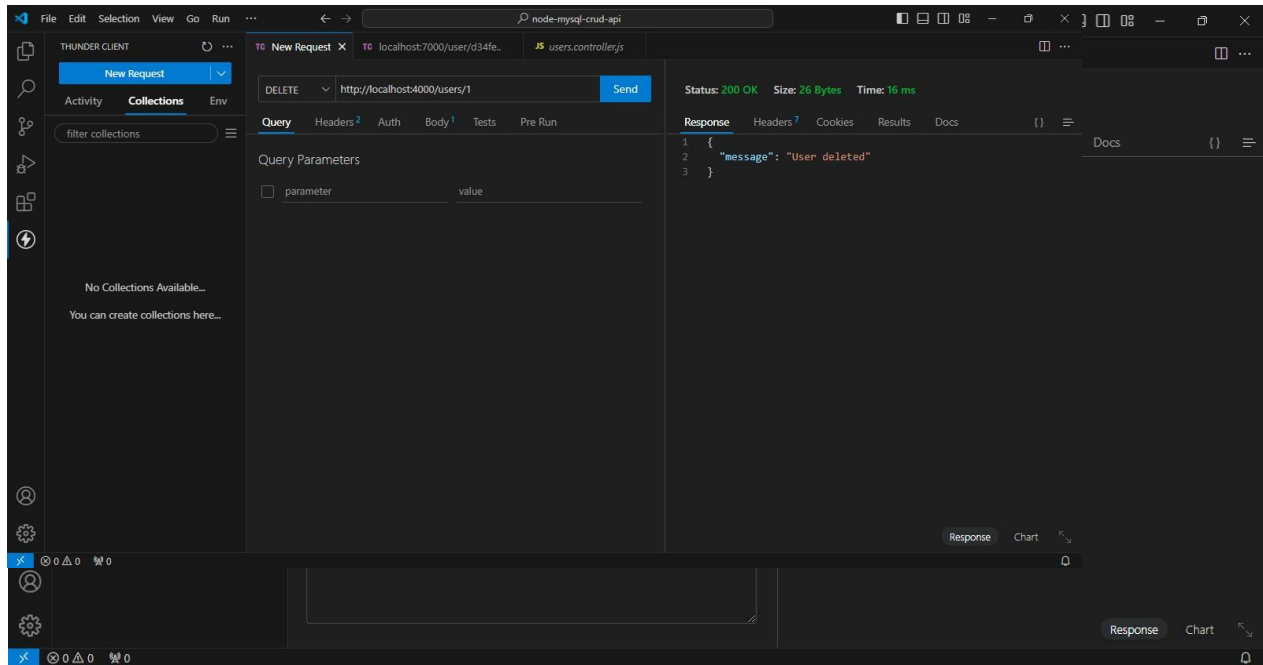 File Edit Selection View Go Run ... node-mysql-crud-api
THUNDER CLIENT
New Request
Activity Collections Env
filter collections
No Collections Available...
You can create collections here...
TC New Request TC localhost:7000/user/d34fe.. JS users.controller.js
DELETE http://localhost:4000/users/1 Send
Query Headers 2 Auth Body 1 Tests Pre Run
Query Parameters
parameter value
Status: 200 OK Size: 26 Bytes Time: 16 ms
Response Headers 7 Cookies Results Docs {}
1 {
2 "message": "User deleted"
3 }
Response Chart
0 0 0
Docs {}
Response Chart
0 0 0